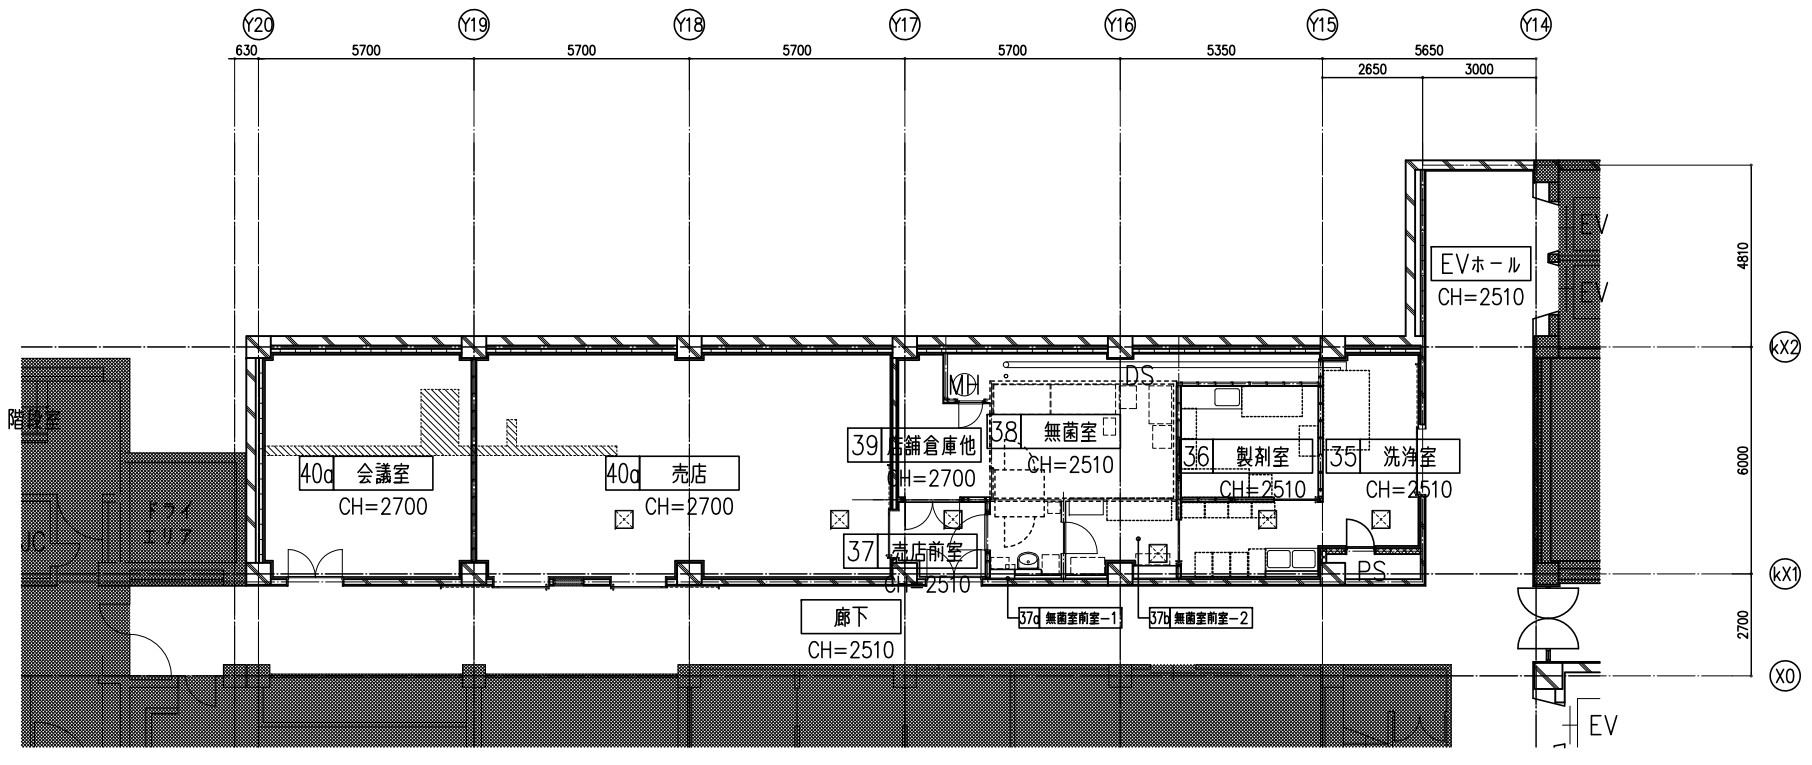 Y20 Y19 Y18 Y17 Y16 Y15 Y14
630 5700 5700 5700 5700 5350 5650
2650 3000
EV
4810
EVホール
CH=2510
EV
kX2
DS
MH
階段室
38 無菌室
CH=2510
39 店舗倉庫他
CH=2700
36 製剤室
CH=2510
35 洗浄室
CH=2510
6000
40a 会議室
CH=2700
40a 売店
CH=2700
ドライ
エリア
37 売店前室
CH=2510
PS
kX1
廊下
CH=2510
37a 無菌室前室-1
37b 無菌室前室-2
2700
X0
EV